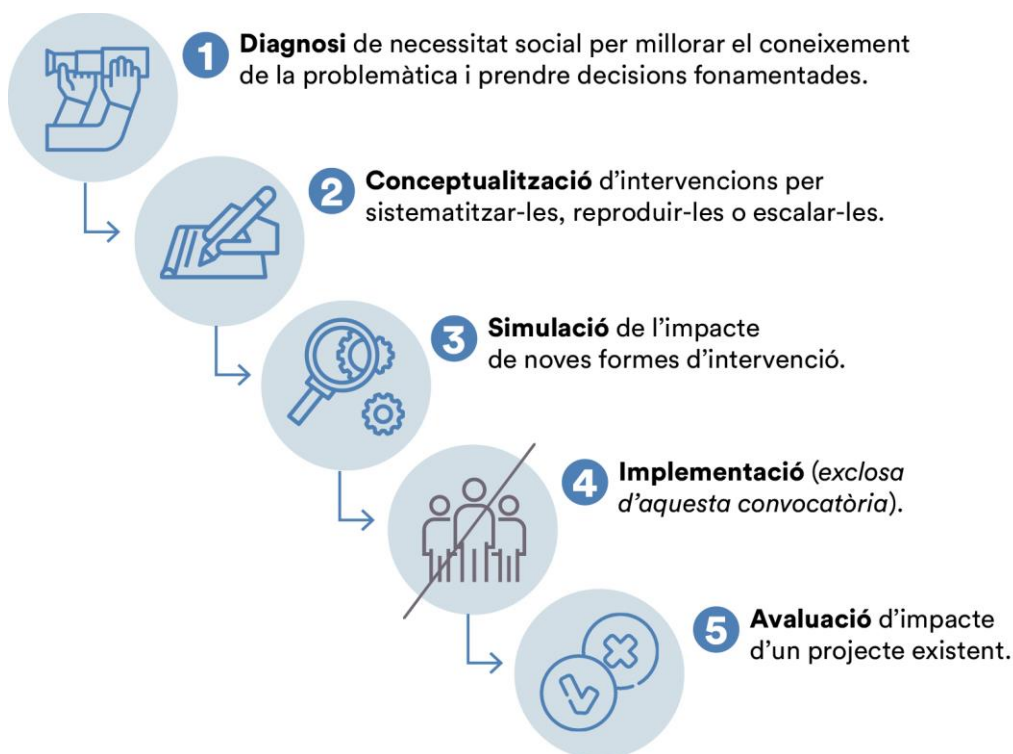 1 Diagnosi de necessitat social per millorar el coneixement
de la problemàtica i prendre decisions fonamentades.
2 Conceptualització d'intervencions per
sistematitzar-les, reproduir-les o escalar-les.
3 Simulació de l'impacte
de noves formes d'intervenció.
4 Implementació (exclosa
d'aquesta convocatòria).
5 Avaluació d'impacte
d'un projecte existent.